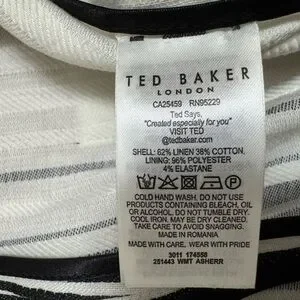 TED BAKER
LONDON
CA25459 RN95229
Ted Says,
"Created especially for you"
VISIT TED
@tedbaker.com
SHELL: 62% LINEN 38% COTTON.
LINING: 96% POLYESTER
4% ELASTANE
COLD HAND WASH. DO NOT USE
PRODUCTS CONTAINING BLEACH, OIL
OR ALCOHOL. DO NOT TUMBLE DRY.
COOL IRON. MAY BE DRY CLEANED.
TAKE CARE TO AVOID SNAGGING.
MADE IN ROMANIA
MADE WITH CARE. WEAR WITH PRIDE
3011 174558
251443 WMT ASHERR